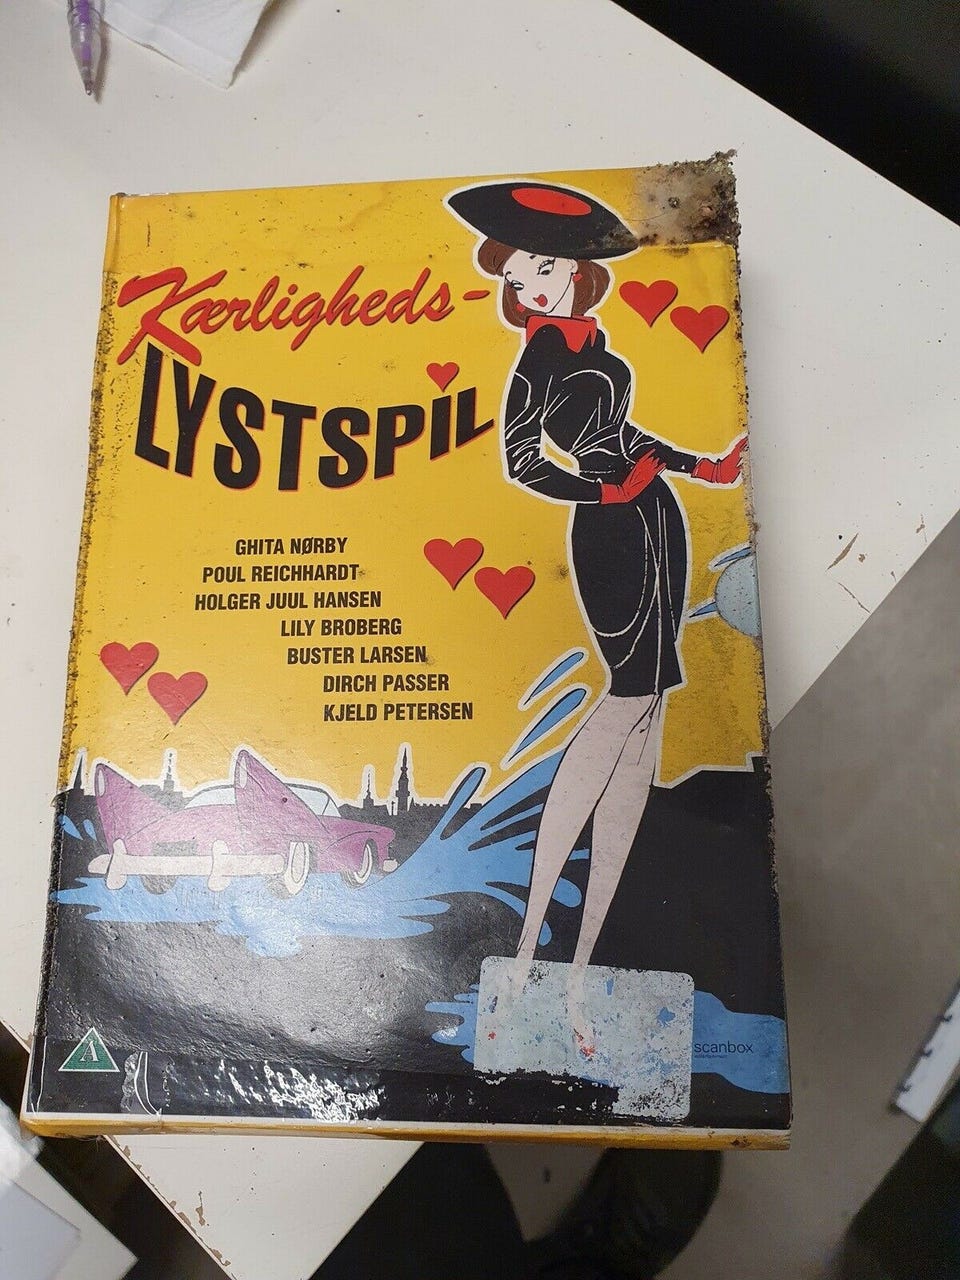 Kærligheds-
LYSTSPIL
GHITA NØRBY
POUL REICHHARDT
HOLGER JUUL HANSEN
LILY BROBERG
BUSTER LARSEN
DIRCH PASSER
KJELD PETERSEN
A
scanbox